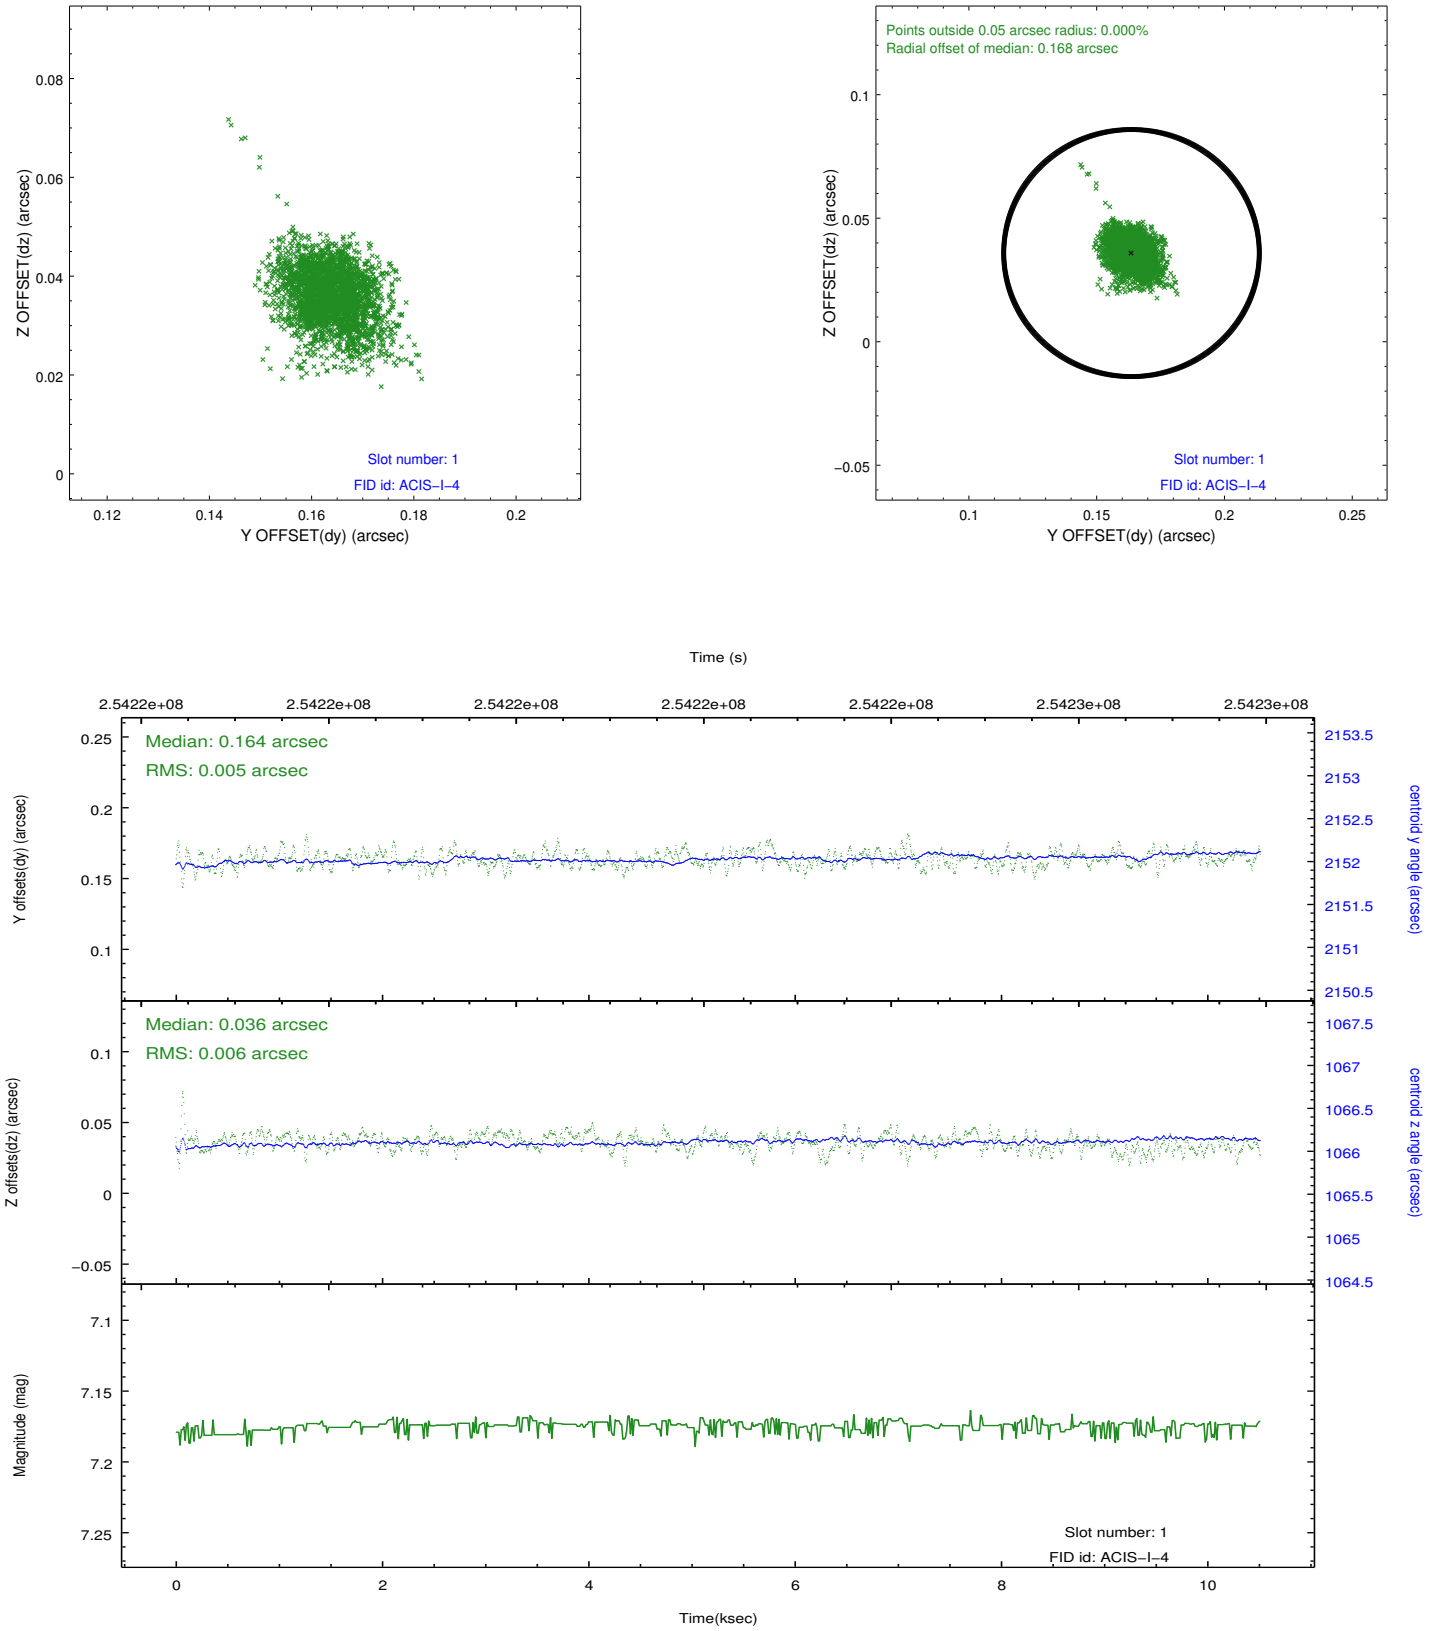 0.08
0.06
0.04
0.02
0
Z OFFSET(dz) (arcsec)
0.12
0.14
0.16
0.18
0.2
Y OFFSET(dy) (arcsec)
Slot number: 1
FID id: ACIS−I−4
Points outside 0.05 arcsec radius: 0.000%
Radial offset of median: 0.168 arcsec
0.1
0.05
0
−0.05
Z OFFSET(dz) (arcsec)
0.1
0.15
0.2
0.25
Y OFFSET(dy) (arcsec)
Slot number: 1
FID id: ACIS−I−4
Time (s)
2.5422e+08
2.5422e+08
2.5422e+08
2.5422e+08
2.5422e+08
2.5423e+08
2.5423e+08
Median: 0.164 arcsec
RMS: 0.005 arcsec
0.25
0.2
0.15
0.1
Y offsets(dy) (arcsec)
2153.5
2153
2152.5
2152
2151.5
2151
2150.5
centroid y angle (arcsec)
Median: 0.036 arcsec
RMS: 0.006 arcsec
0.1
0.05
0
−0.05
Z offsets(dz) (arcsec)
1067.5
1067
1066.5
1066
1065.5
1065
1064.5
centroid z angle (arcsec)
7.1
7.15
7.2
7.25
Magnitude (mag)
Slot number: 1
FID id: ACIS−I−4
0
2
4
6
8
10
Time(ksec)